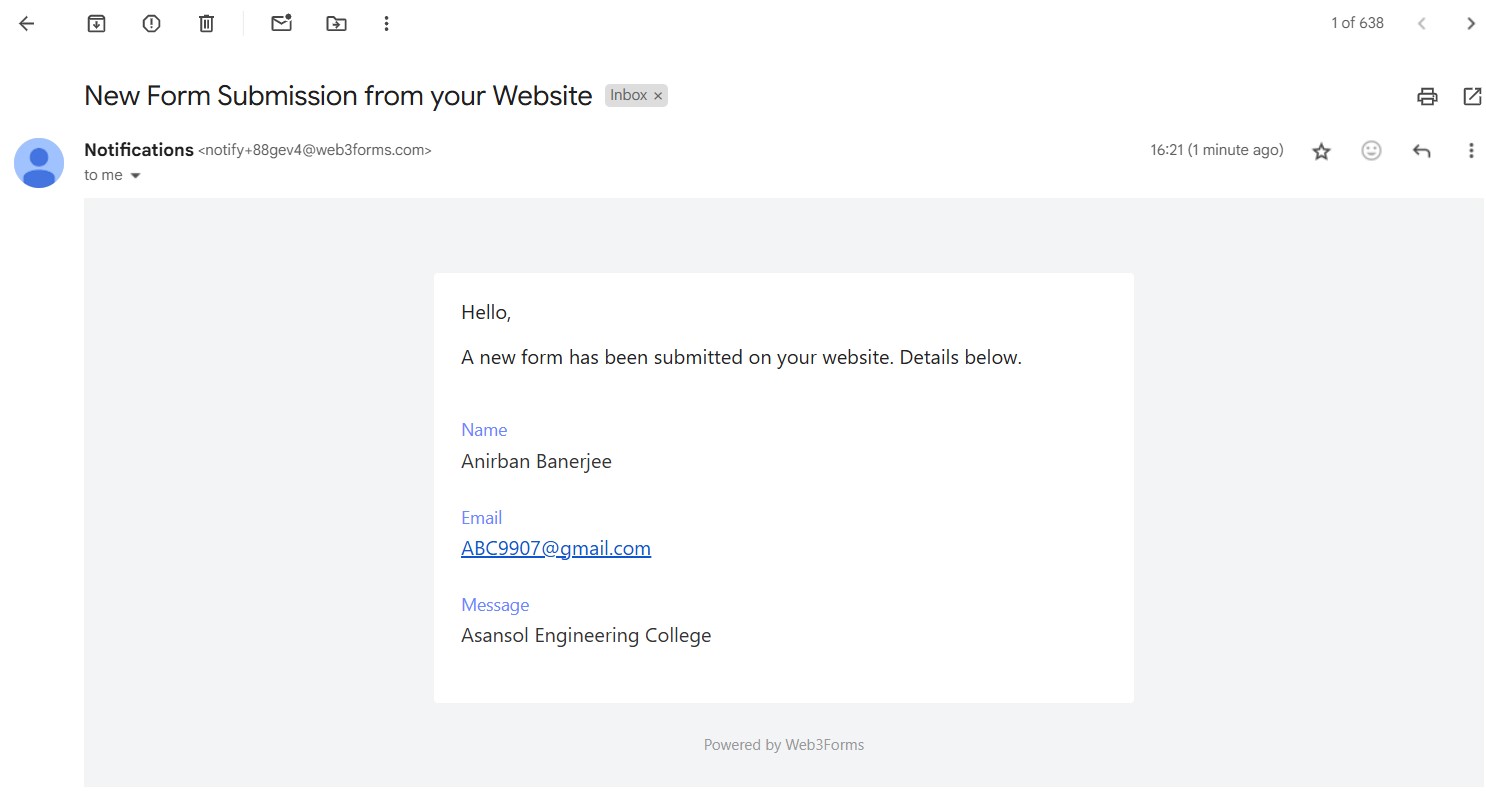 1 of 638
New Form Submission from your Website Inbox ×
Notifications <notify+88gev4@web3forms.com> 16:21 (1 minute ago)
to me
Hello,
A new form has been submitted on your website. Details below.
Name
Anirban Banerjee
Email
ABC9907@gmail.com
Message
Asansol Engineering College
Powered by Web3Forms